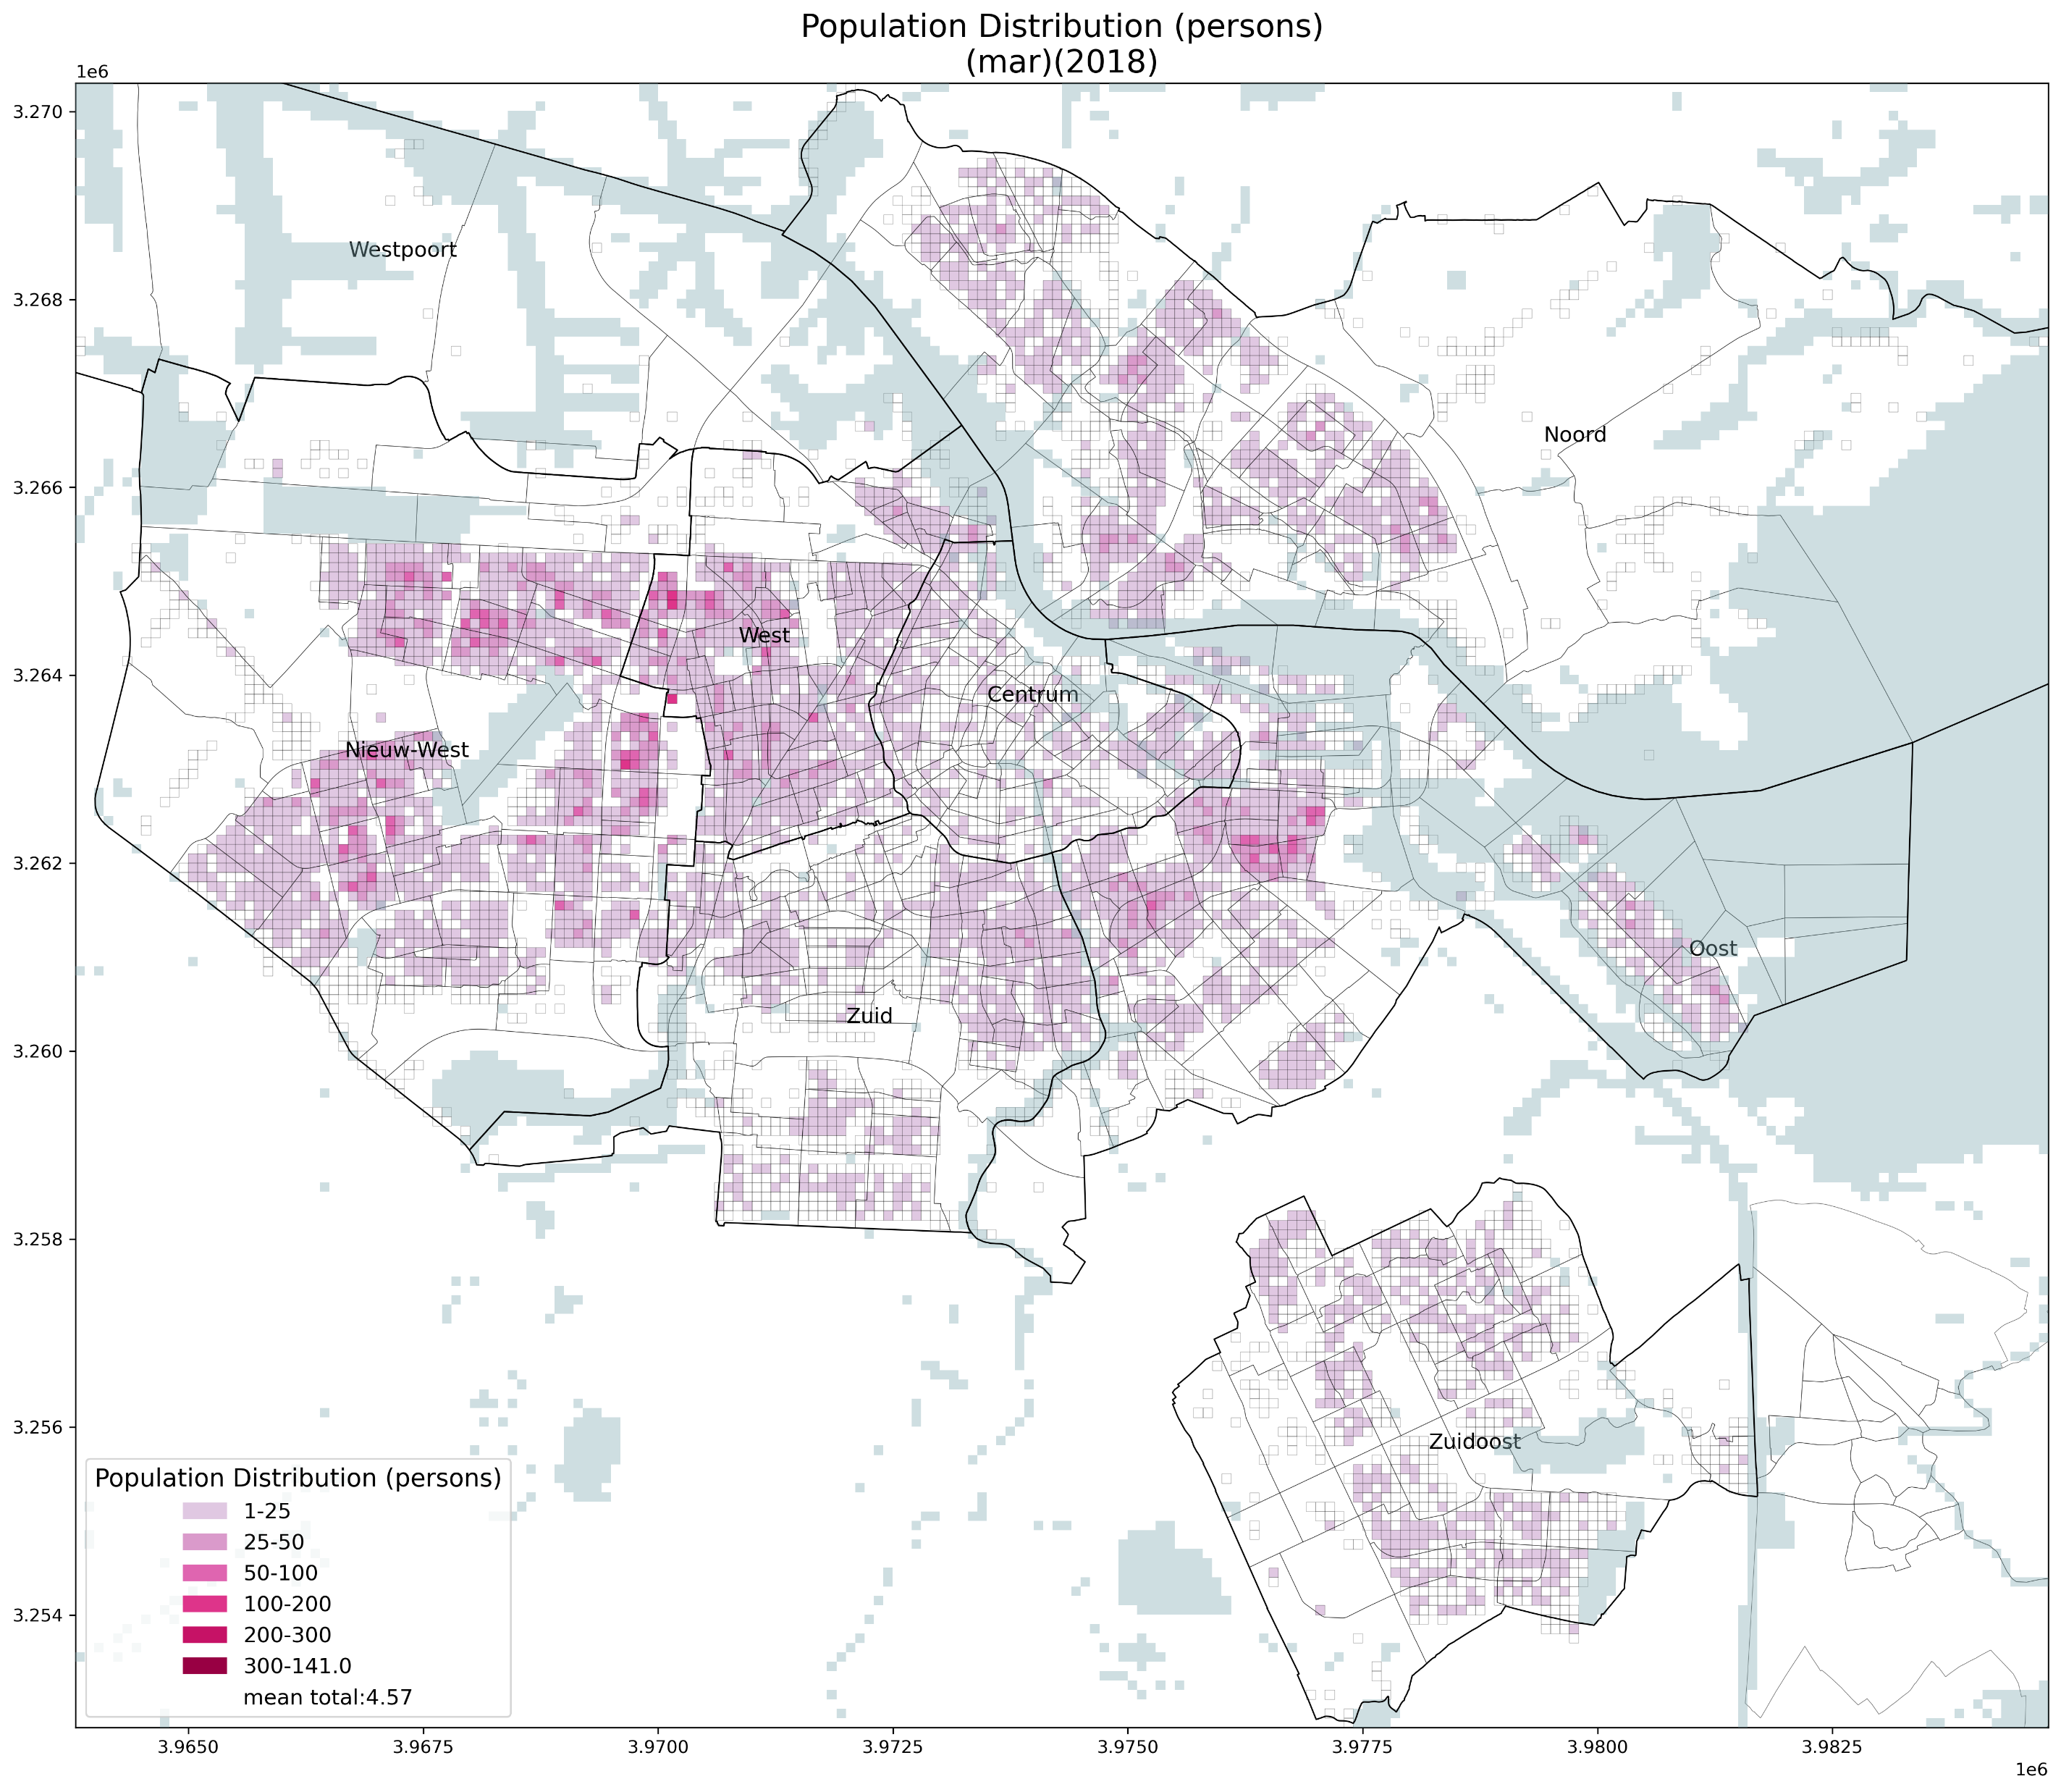 Population Distribution (persons)
(mar)(2018)
1e6
3.270
3.268
3.266
3.264
3.262
3.260
3.258
3.256
3.254
Westpoort
Noord
West
Centrum
Nieuw-West
Oost
Zuid
Zuidoost
Population Distribution (persons)
1-25
25-50
50-100
100-200
200-300
300-141.0
mean total:4.57
3.9650
3.9675
3.9700
3.9725
3.9750
3.9775
3.9800
3.9825
1e6